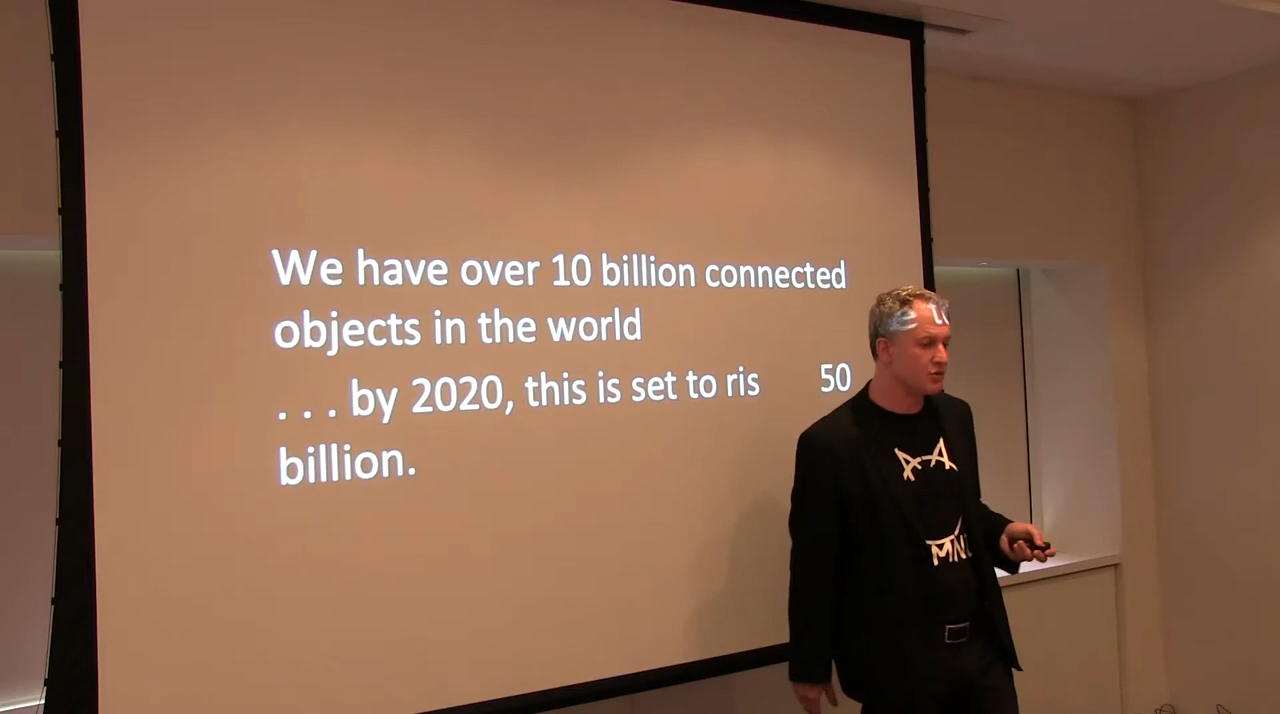 We have over 10 billion connected
objects in the world
. . . by 2020, this is set to ris 50
billion.